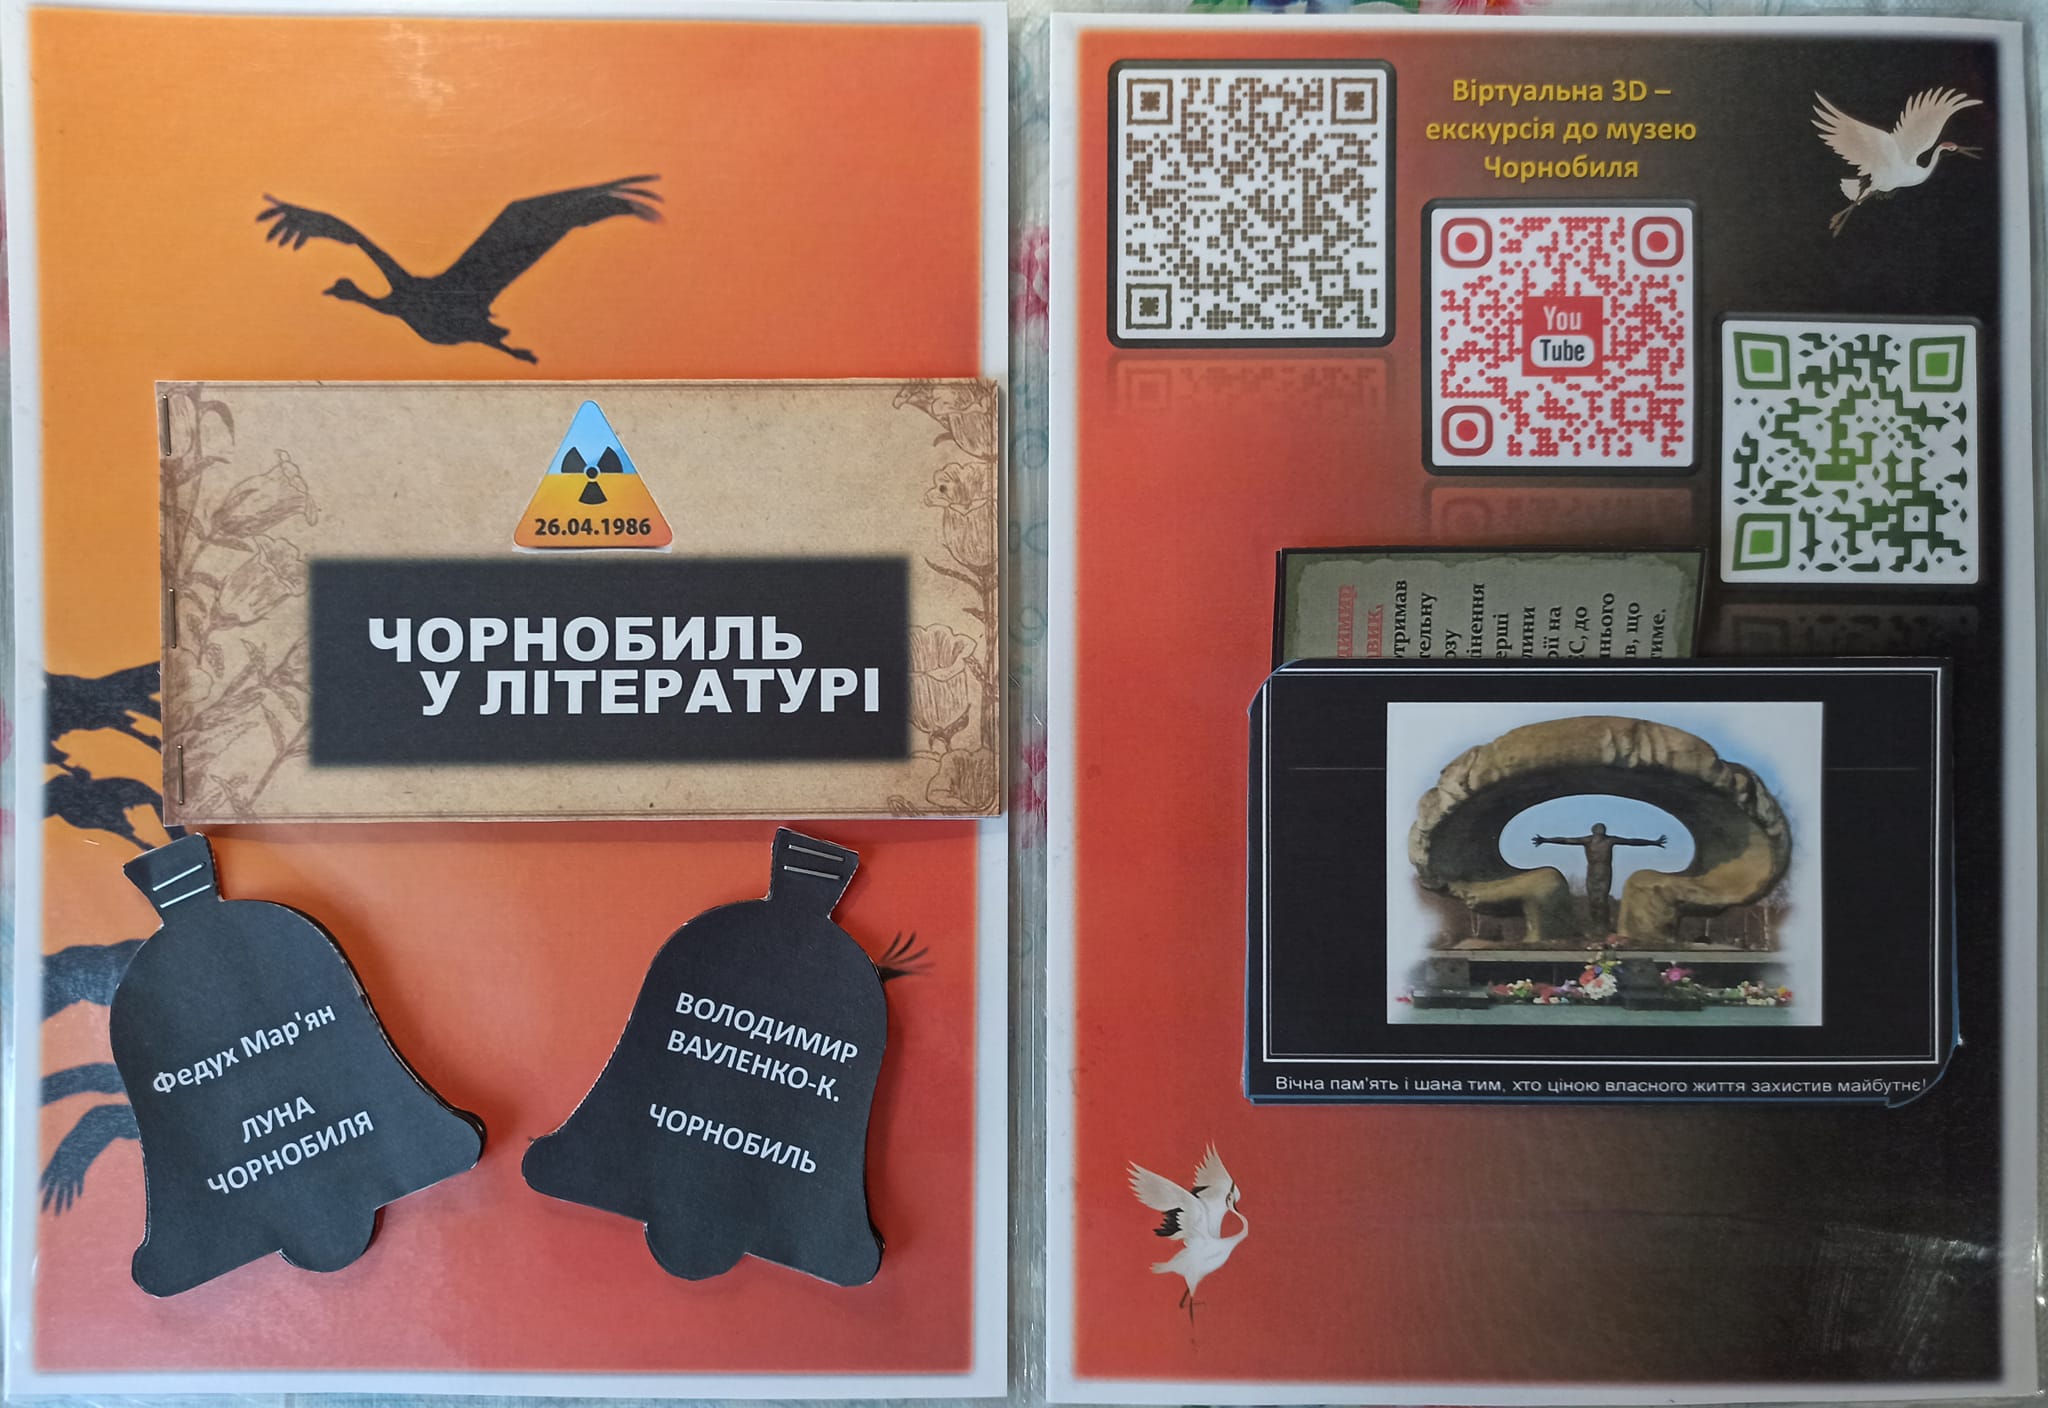 26.04.1986
ЧОРНОБИЛЬ
У ЛІТЕРАТУРІ
Федух Мар'ян
ЛУНА
ЧОРНОБИЛЯ
ВОЛОДИМИР
ВАУЛЕНКО-К.
ЧОРНОБИЛЬ
Віртуальна 3D –
екскурсія до музею
Чорнобиля
You
Tube
Вічна пам'ять і шана тим, хто ціною власного життя захистив майбутнє!